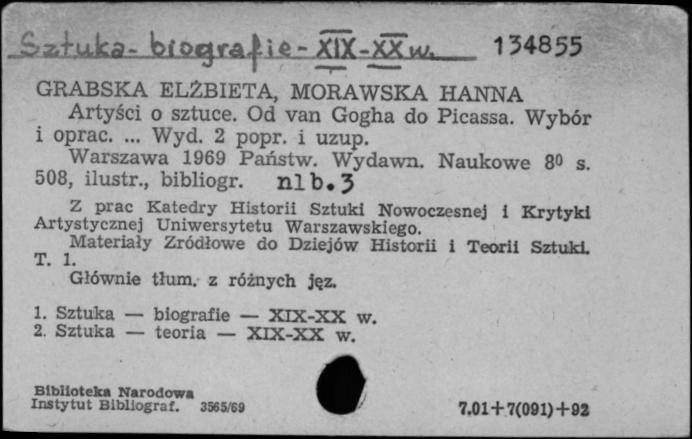 Sztuka - biografie - XIX-XX w. 134855
GRABSKA ELŻBIETA, MORAWSKA HANNA
Artyści o sztuce. Od van Gogha do Picassa. Wybór
i oprac. ... Wyd. 2 popr. i uzup.
Warszawa 1969 Państw. Wydawn. Naukowe 8⁰ s.
508, ilustr., bibliogr. nlb.3
Z prac Katedry Historii Sztuki Nowoczesnej i Krytyki
Artystycznej Uniwersytetu Warszawskiego.
Materiały Zródłowe do Dziejów Historii i Teorii Sztuki.
T. 1.
Głównie tłum. z różnych jęz.
1. Sztuka — biografie — XIX-XX w.
2. Sztuka — teoria — XIX-XX w.
Biblioteka Narodowa
Instytut Bibliograf. 3565/69 7.01+7(091)+92